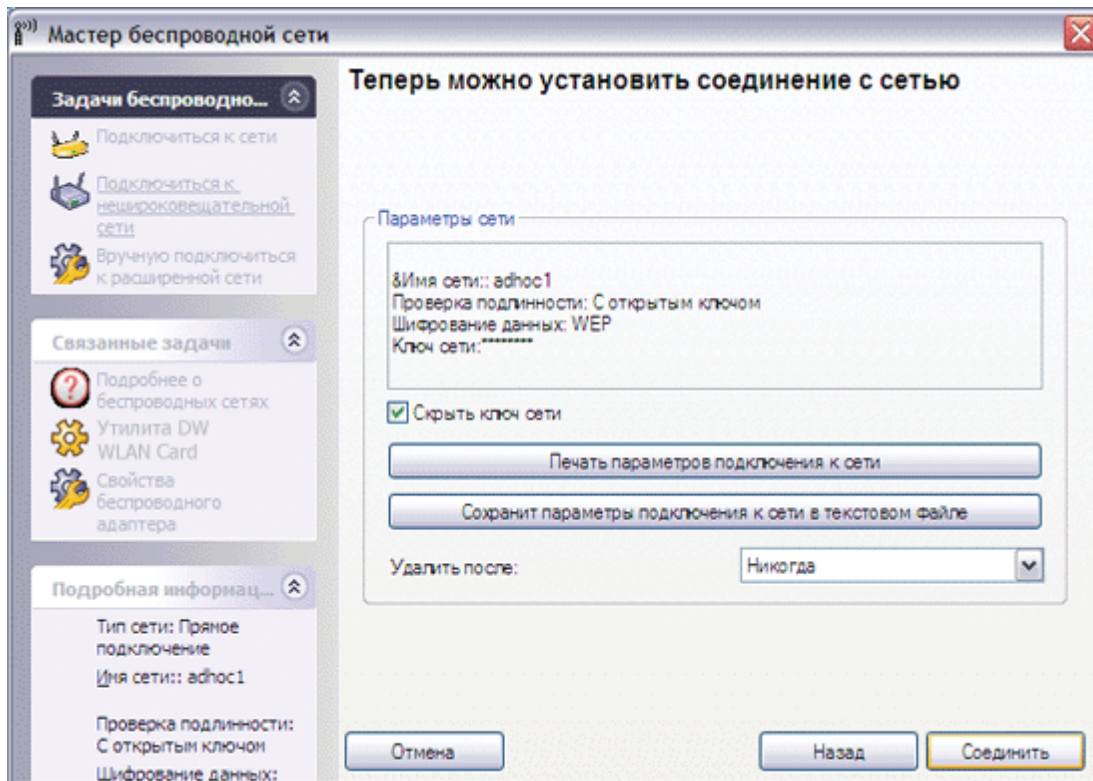 Мастер беспроводной сети
Задачи беспроводно...
Подключиться к сети
Подключиться к
нешироковещательной
сети
Вручную подключиться
к расширенной сети
Связанные задачи
Подробнее о
беспроводных сетях
Утилита DW
WLAN Card
Свойства
беспроводного
адаптера
Подробная информац...
Тип сети: Прямое
подключение
Имя сети:: adhoc1
Проверка подлинности:
С открытым ключом
Шифрование данных:
Теперь можно установить соединение с сетью
Параметры сети
&Имя сети:: adhoc1
Проверка подлинности: С открытым ключом
Шифрование данных: WEP
Ключ сети:********
Скрыть ключ сети
Печать параметров подключения к сети
Сохранит параметры подключения к сети в текстовом файле
Удалить после:
Никогда
Отмена
Назад
Соединить